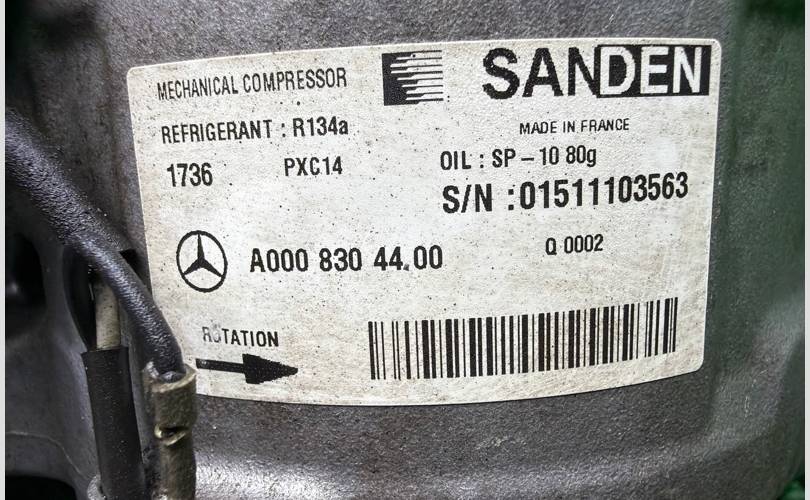 MECHANICAL COMPRESSOR
SANDEN
REFRIGERANT : R134a
MADE IN FRANCE
1736 PXC14
OIL : SP - 10 80g
S/N : 01511103563
A000 830 44.00
Q 0002
ROTATION